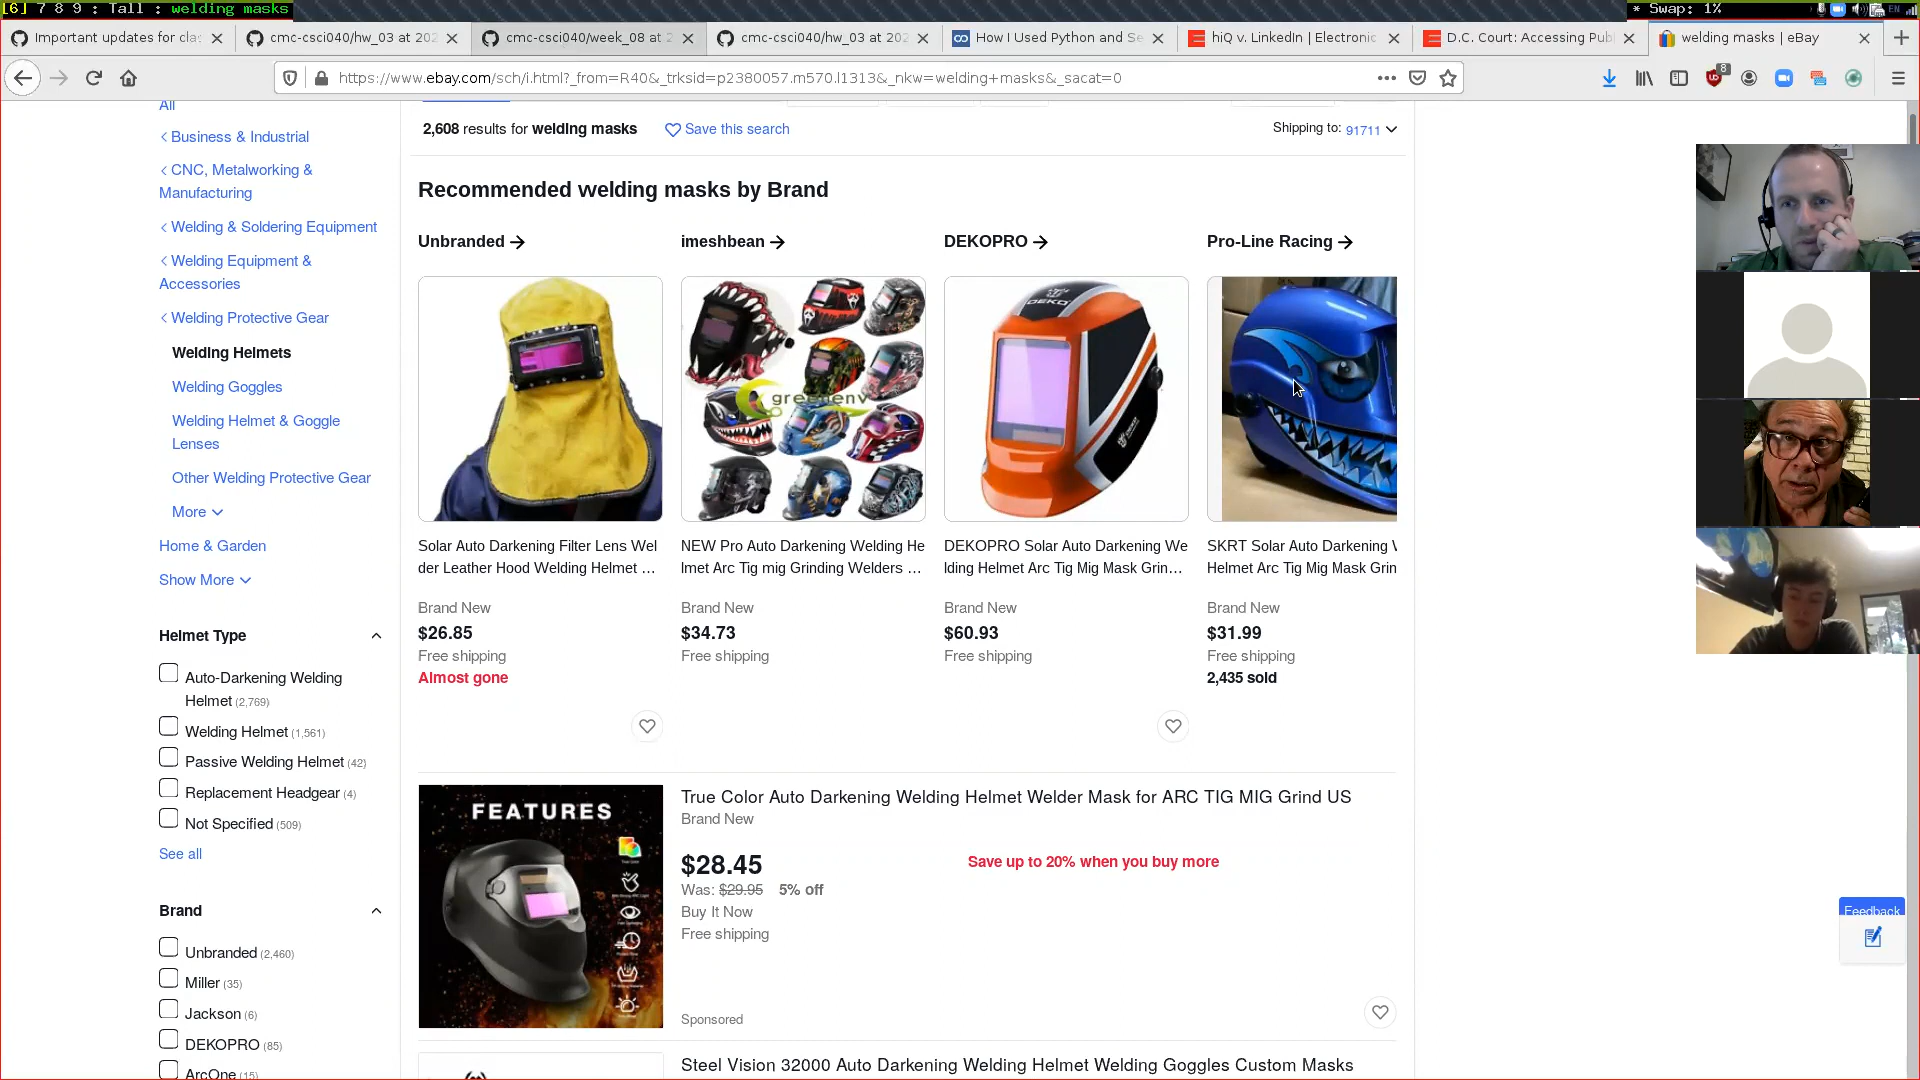 [6] 7 8 9 : Tall : welding masks
* Swap: 1%
EN
Important updates for cla
cmc-csci040/hw_03 at 202
cmc-csci040/week_08 at 2
cmc-csci040/hw_03 at 202
How I Used Python and Se
hiQ v. LinkedIn | Electronic
D.C. Court: Accessing Publ
welding masks | eBay
https://www.ebay.com/sch/i.html?_from=R40&_trksid=p2380057.m570.l1313&_nkw=welding+masks&_sacat=0
8
All
Business & Industrial
CNC, Metalworking &
Manufacturing
Welding & Soldering Equipment
Welding Equipment &
Accessories
Welding Protective Gear
Welding Helmets
Welding Goggles
Welding Helmet & Goggle
Lenses
Other Welding Protective Gear
More
Home & Garden
Show More
Helmet Type
Auto-Darkening Welding
Helmet (2,769)
Welding Helmet (1,561)
Passive Welding Helmet (42)
Replacement Headgear (4)
Not Specified (509)
See all
Brand
Unbranded (2,460)
Miller (35)
Jackson (6)
DEKOPRO (85)
ArcOne (15)
2,608 results for welding masks
Save this search
Shipping to: 91711
Recommended welding masks by Brand
Unbranded
Solar Auto Darkening Filter Lens Wel
der Leather Hood Welding Helmet ...
Brand New
$26.85
Free shipping
Almost gone
imeshbean
greenenv
NEW Pro Auto Darkening Welding He
lmet Arc Tig mig Grinding Welders ...
Brand New
$34.73
Free shipping
DEKOPRO
DEKO
DEKOPRO Solar Auto Darkening We
lding Helmet Arc Tig Mig Mask Grin...
Brand New
$60.93
Free shipping
Pro-Line Racing
SKRT Solar Auto Darkening W
Helmet Arc Tig Mig Mask Grin
Brand New
$31.99
Free shipping
2,435 sold
FEATURES
True Color Auto Darkening Welding Helmet Welder Mask for ARC TIG MIG Grind US
Brand New
$28.45
Save up to 20% when you buy more
Was: $29.95 5% off
Buy It Now
Free shipping
Sponsored
Steel Vision 32000 Auto Darkening Welding Helmet Welding Goggles Custom Masks
Feedback